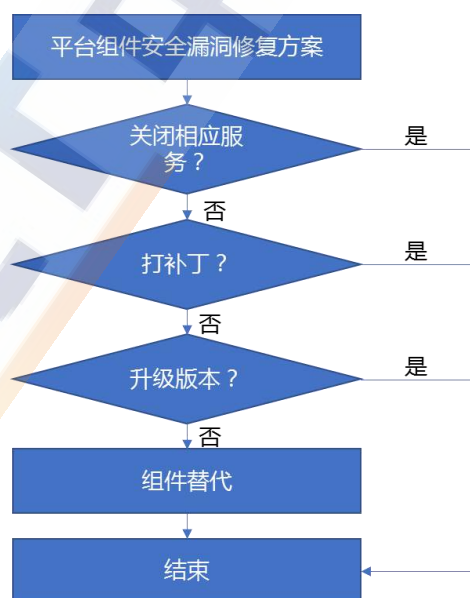 平台组件安全漏洞修复方案
关闭相应服
务？
是
否
打补丁？
是
否
升级版本？
是
否
组件替代
结束